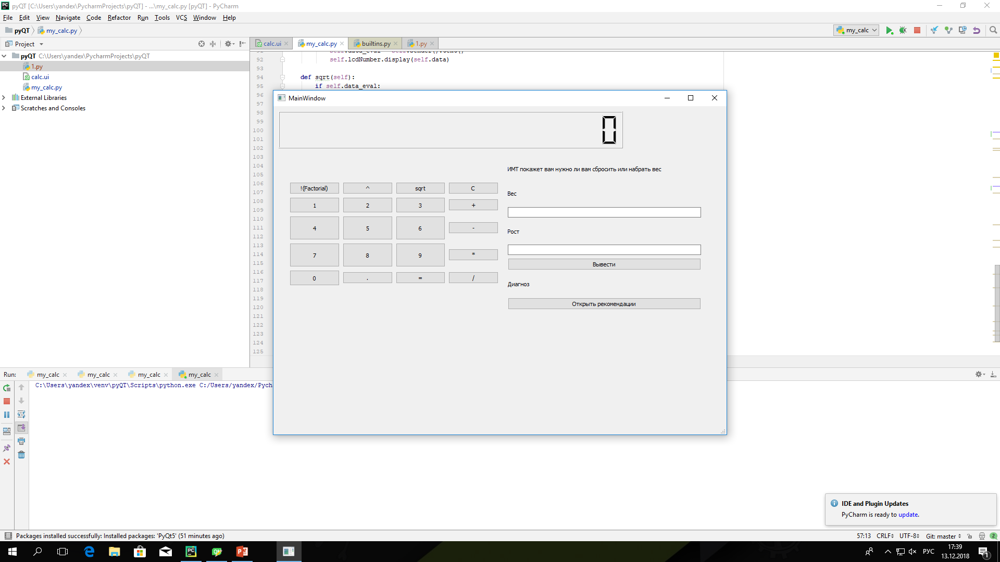 pyQT [C:\Users\yandex\PycharmProjects\pyQT] - ...\my_calc.py [pyQT] - PyCharm
File Edit View Navigate Code Refactor Run Tools VCS Window Help
pyQT my_calc.py my_calc
Project calc.ui my_calc.py builtins.py 1.py
pyQT C:\Users\yandex\PycharmProjects\pyQT
1.py
calc.ui
my_calc.py
External Libraries
Scratches and Consoles
92 self.lcdNumber.display(self.data)
93
94 def sqrt(self):
95 if self.data_eval:
96
97
98
99
100
101
102
103
104
105
106
107
108
109
110
111
112
113
114
115
116
117
118
119
120
121
122
123
124
125
MainWindow
0
ИМТ покажет вам нужно ли вам сбросить или набрать вес
!(Factorial) ^ sqrt C
1 2 3 +
4 5 6 -
7 8 9 *
0 . = /
Вес
Рост
Вывести
Диагноз
Открыть рекомендации
Run: my_calc my_calc my_calc my_calc
C:\Users\yandex\venv\pyQT\Scripts\python.exe C:/Users/yandex/Pych
IDE and Plugin Updates
PyCharm is ready to update.
Packages installed successfully: Installed packages: 'PyQt5' (51 minutes ago)
57:13 CRLF UTF-8 Git: master 2
РУС
17:39
13.12.2018
1